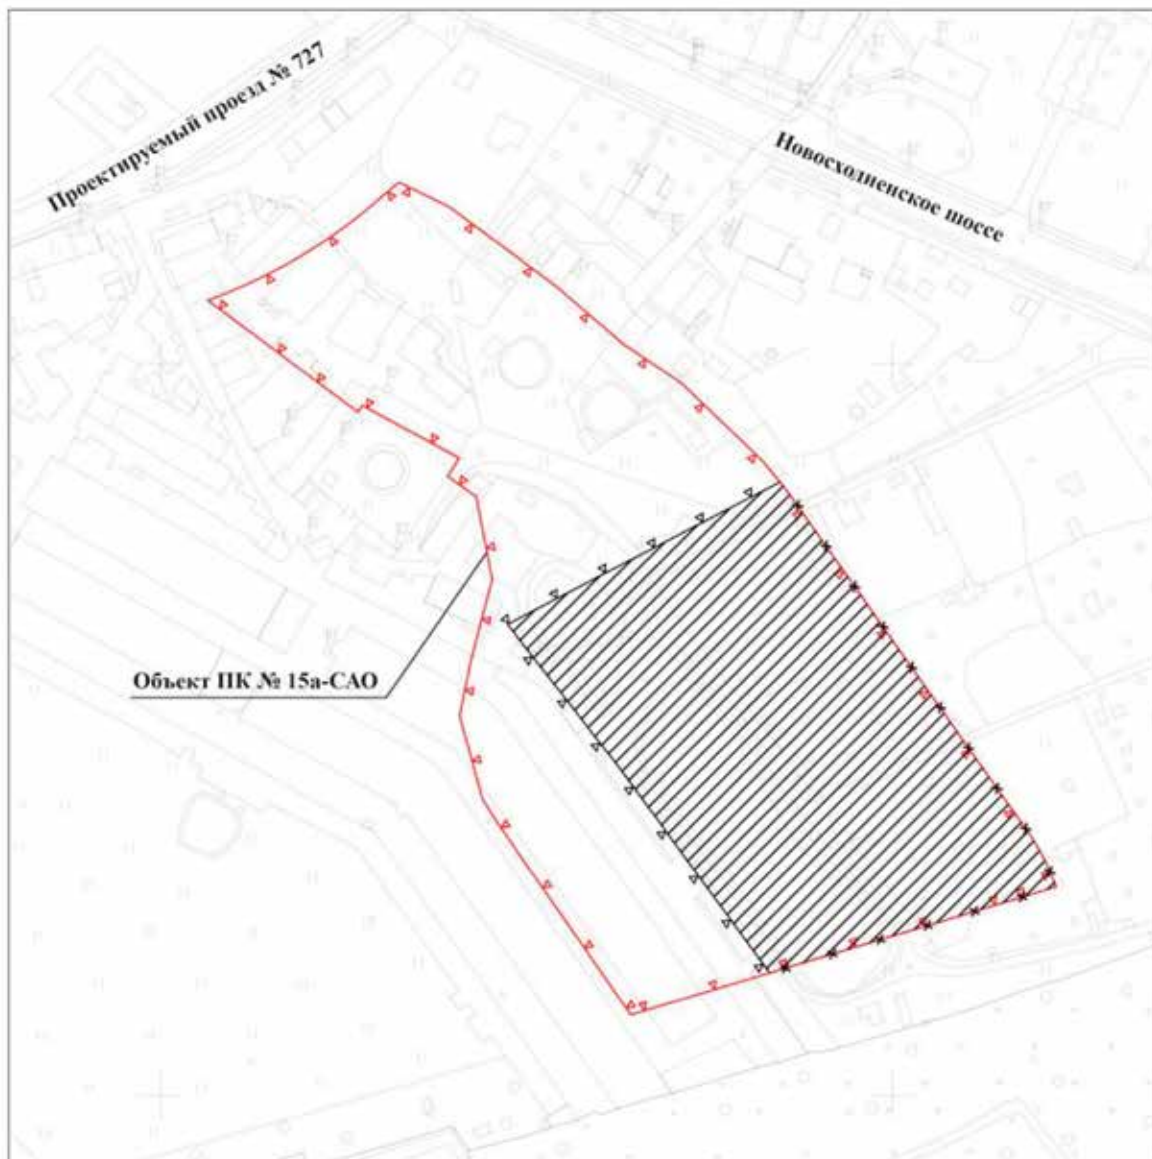 Проектируемый проезд № 727
Новосходненское шоссе
Объект ПК № 15а-САО